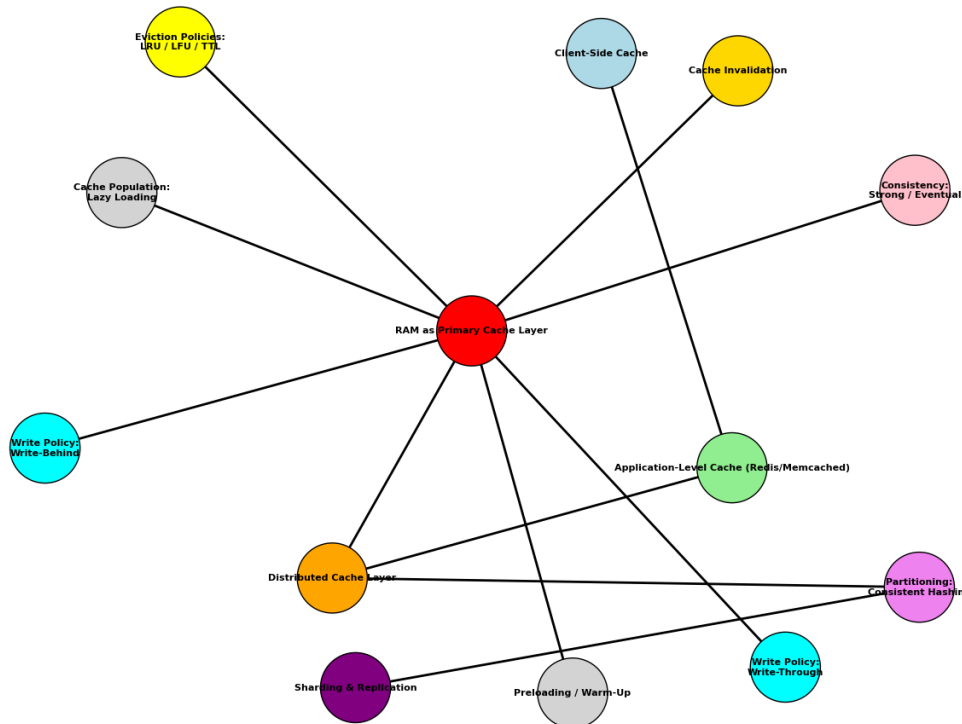 Eviction Policies:
LRU / LFU / TTL
Client-Side Cache
Cache Invalidation
Cache Population:
Lazy Loading
Consistency:
Strong / Eventual
RAM as Primary Cache Layer
Write Policy:
Write-Behind
Application-Level Cache (Redis/Memcached)
Distributed Cache Layer
Partitioning:
Consistent Hashin
Sharding & Replication
Preloading / Warm-Up
Write Policy:
Write-Through